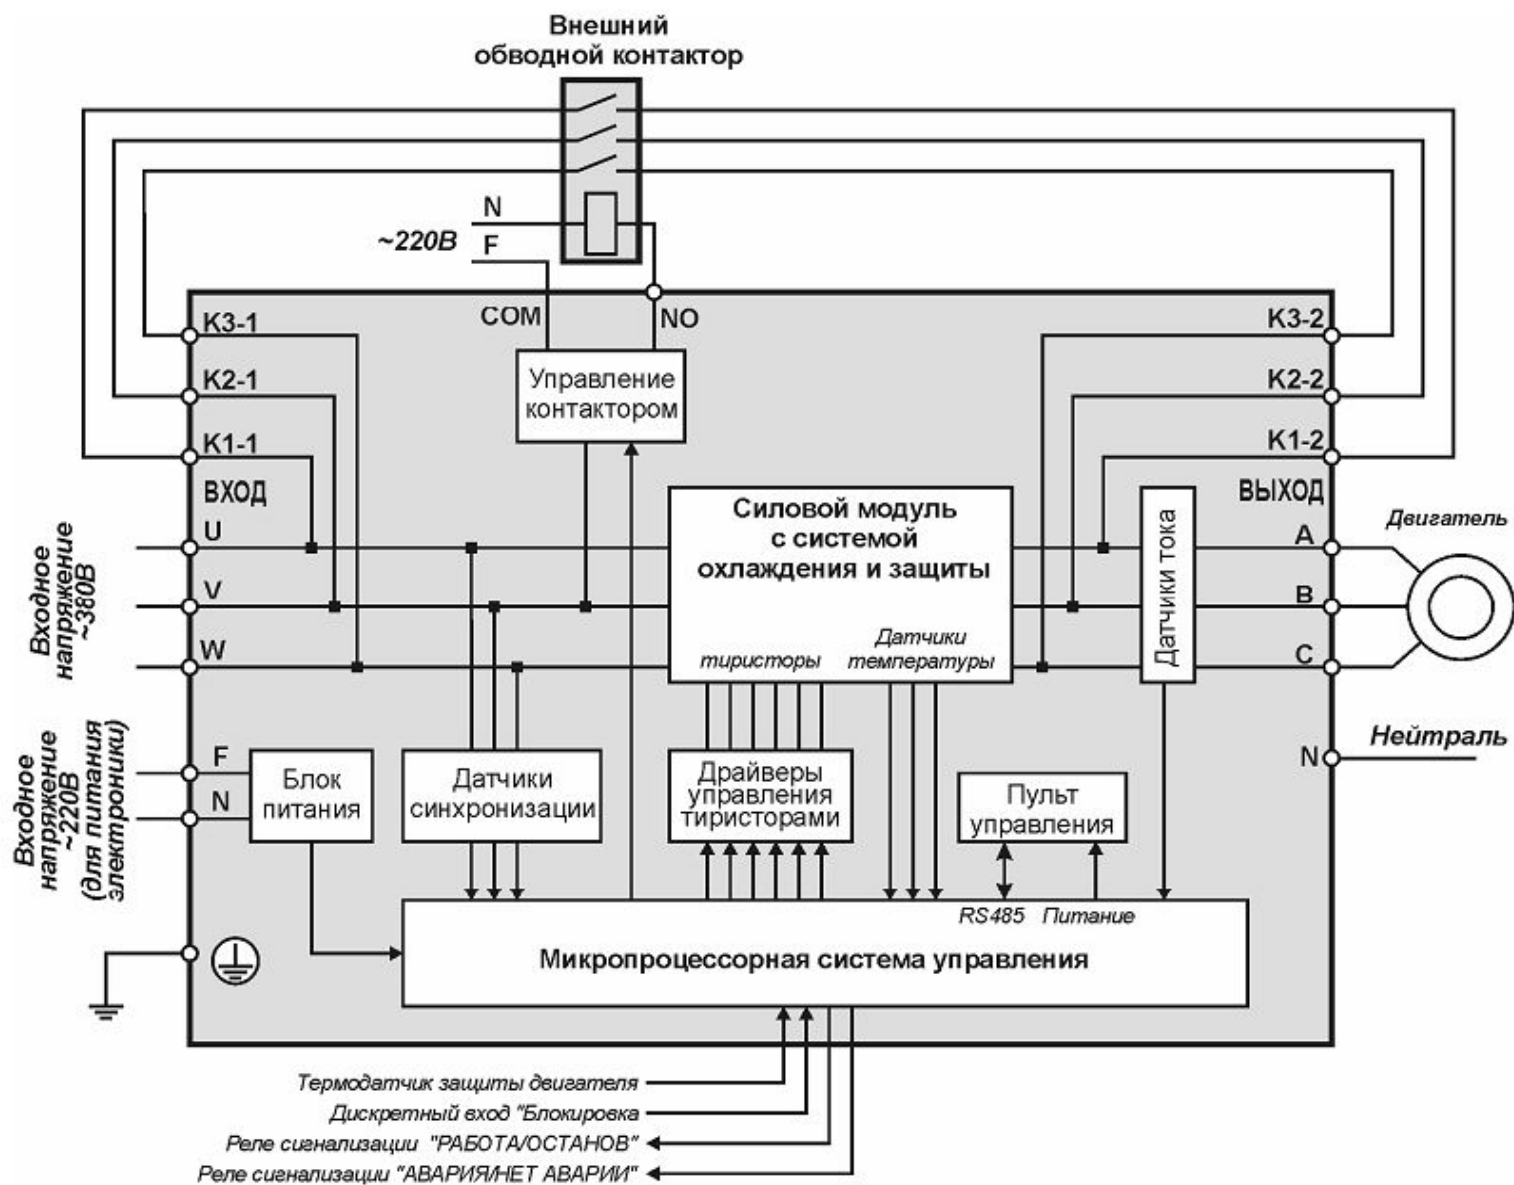 Внешний
обводной контактор
N
~220В
F
COM
NO
K3-1
K3-2
K2-1
K2-2
Управление
контактором
K1-1
K1-2
ВХОД
ВЫХОД
Силовой модуль
с системой
охлаждения и защиты
тиристоры
Датчики
температуры
Датчики тока
Двигатель
Входное
напряжение
~380В
U
V
W
A
B
C
Нейтраль
N
Входное
напряжение
~220В
(для питания
электроники)
F
N
Блок
питания
Датчики
синхронизации
Драйверы
управления
тиристорами
Пульт
управления
RS485 Питание
Микропроцессорная система управления
Термодатчик защиты двигателя
Дискретный вход "Блокировка
Реле сигнализации "РАБОТА/ОСТАНОВ"
Реле сигнализации "АВАРИЯ/НЕТ АВАРИИ"